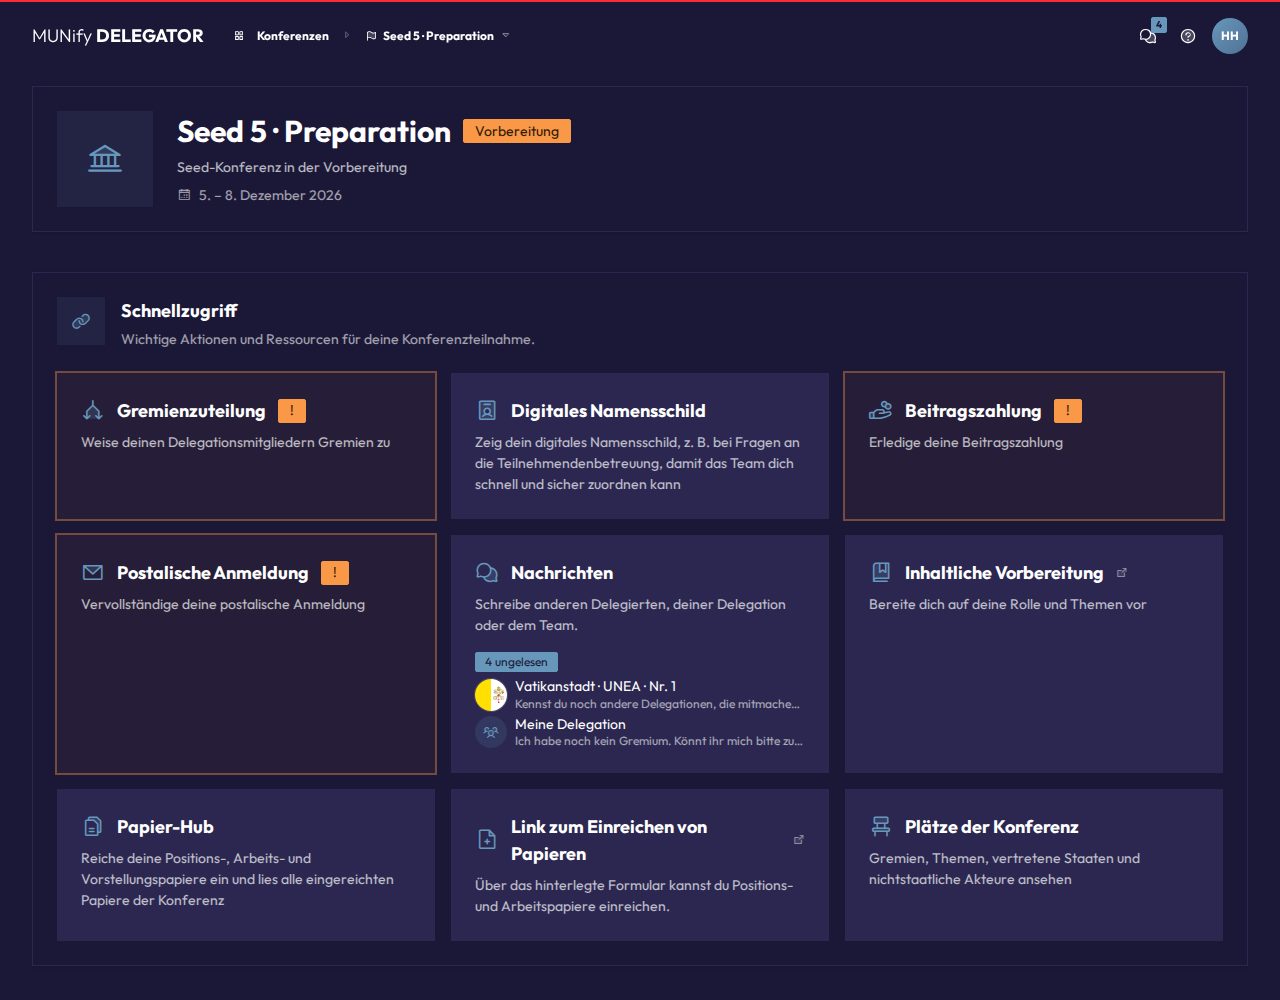 MUNify DELEGATOR
Konferenzen
Seed 5 · Preparation
4
HH
Seed 5 · Preparation
Vorbereitung
Seed-Konferenz in der Vorbereitung
5. – 8. Dezember 2026
Schnellzugriff
Wichtige Aktionen und Ressourcen für deine Konferenzteilnahme.
Gremienzuteilung !
Weise deinen Delegationsmitgliedern Gremien zu
Digitales Namensschild
Zeig dein digitales Namensschild, z. B. bei Fragen an
die Teilnehmendenbetreuung, damit das Team dich
schnell und sicher zuordnen kann
Beitragszahlung !
Erledige deine Beitragszahlung
Postalische Anmeldung !
Vervollständige deine postalische Anmeldung
Nachrichten
Schreibe anderen Delegierten, deiner Delegation
oder dem Team.
4 ungelesen
Vatikanstadt · UNEA · Nr. 1
Kennst du noch andere Delegationen, die mitmache...
Meine Delegation
Ich habe noch kein Gremium. Könnt ihr mich bitte zu...
Inhaltliche Vorbereitung
Bereite dich auf deine Rolle und Themen vor
Papier-Hub
Reiche deine Positions-, Arbeits- und
Vorstellungspapiere ein und lies alle eingereichten
Papiere der Konferenz
Link zum Einreichen von
Papieren
Über das hinterlegte Formular kannst du Positions-
und Arbeitspapiere einreichen.
Plätze der Konferenz
Gremien, Themen, vertretene Staaten und
nichtstaatliche Akteure ansehen